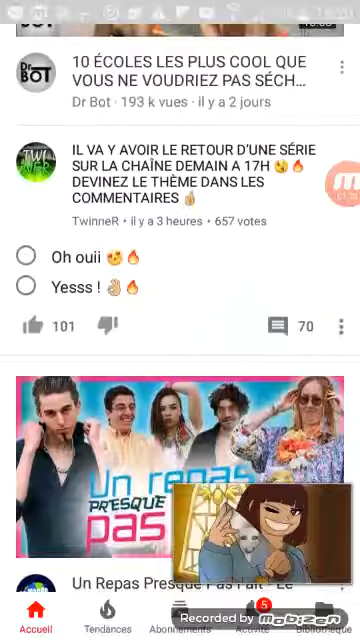 Dr
BOT
10 ÉCOLES LES PLUS COOL QUE
VOUS NE VOUDRIEZ PAS SÉCH...
Dr Bot · 193 k vues · il y a 2 jours
TWI
NNER
IL VA Y AVOIR LE RETOUR D'UNE SÉRIE
SUR LA CHAÎNE DEMAIN A 17H 😚🔥
DEVINEZ LE THÈME DANS LES
COMMENTAIRES 👍
TwinneR • il y a 3 heures • 657 votes
Oh ouii 😚🔥
Yesss ! 👌🔥
101
70
Un repas
PRESQUE
pas
Un Repas Presque Pas Fait - Le
5
Accueil
Tendances
Abonnements
Activité
Bibliothèque
Recorded by mobizen